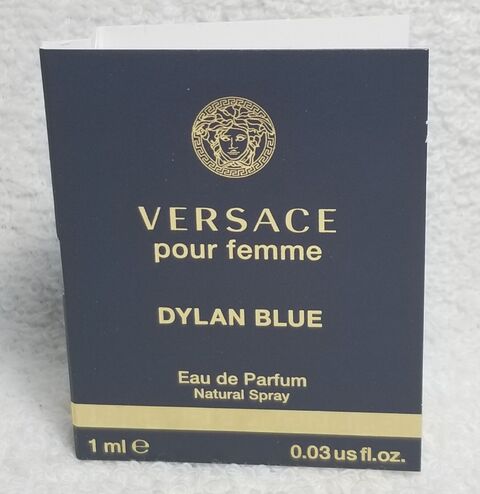 VERSACE
pour femme
DYLAN BLUE
Eau de Parfum
Natural Spray
1 ml ℮ 0.03 us fl.oz.